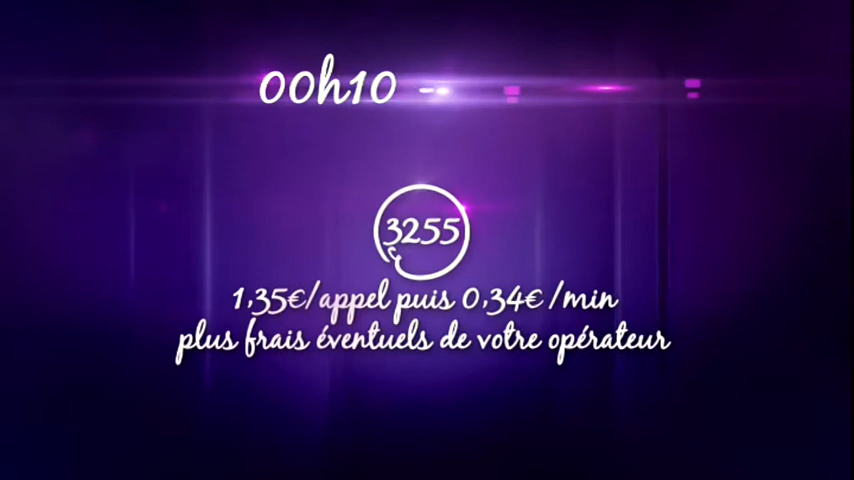 00h10
3255
1,35€/appel puis 0,34€/min
plus frais éventuels de votre opérateur